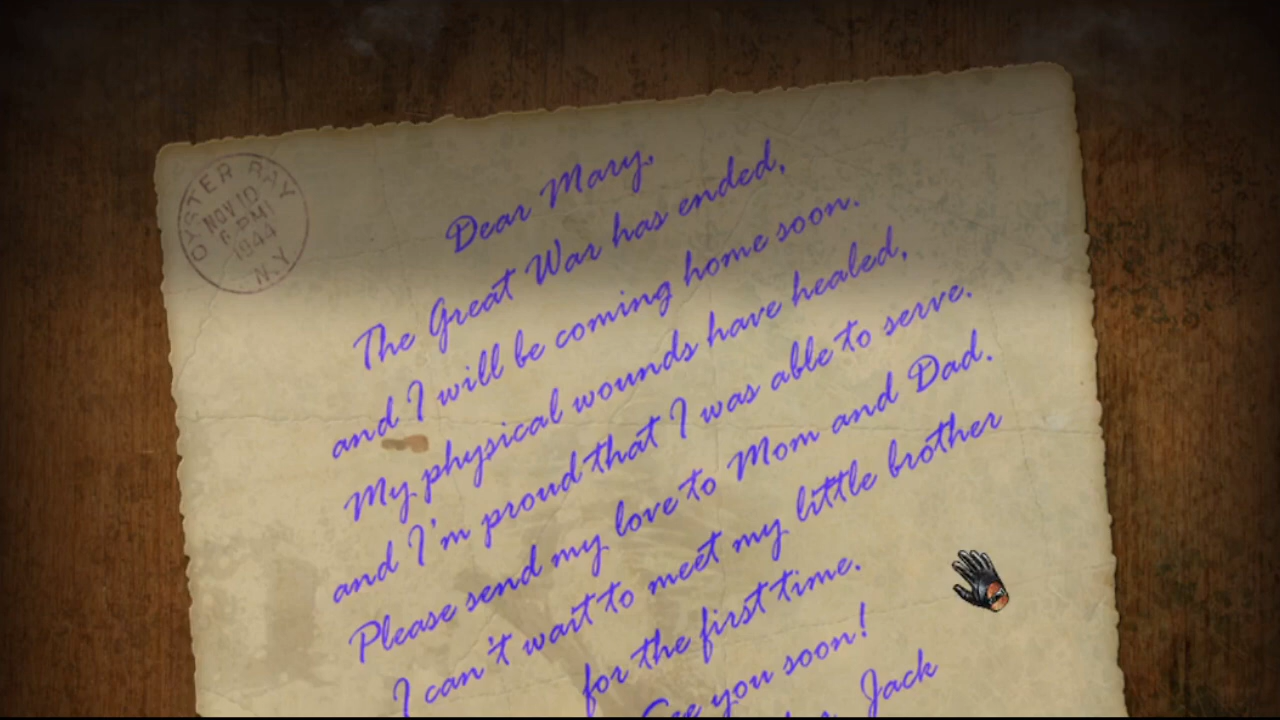 OYSTER BAY
NOV 10
6 PM
1944
N.Y.
Dear Mary,
The Great War has ended,
and I will be coming home soon.
My physical wounds have healed,
and I'm proud that I was able to serve.
Please send my love to Mom and Dad.
I can't wait to meet my little brother
for the first time.
See you soon!
Jack